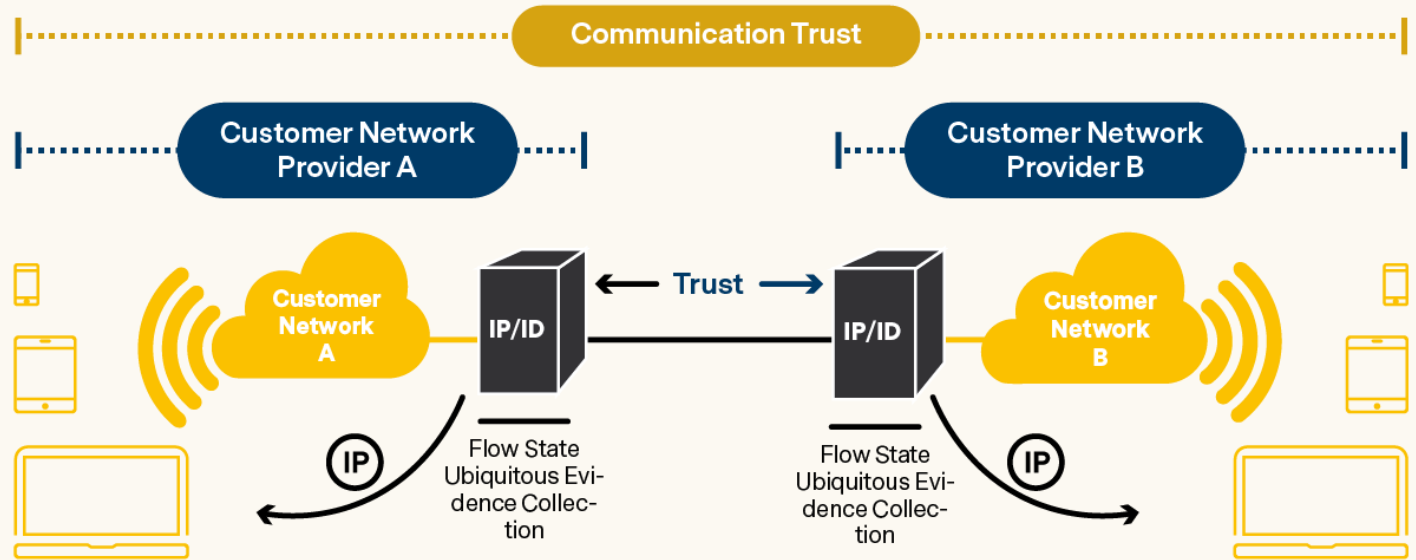 Communication Trust
Customer Network
Provider A
Customer Network
Provider B
Customer
Network
A
IP/ID
Trust
IP/ID
Customer
Network
B
IP
Flow State
Ubiquitous Evi-
dence Collec-
tion
Flow State
Ubiquitous Evi-
dence Collec-
tion
IP